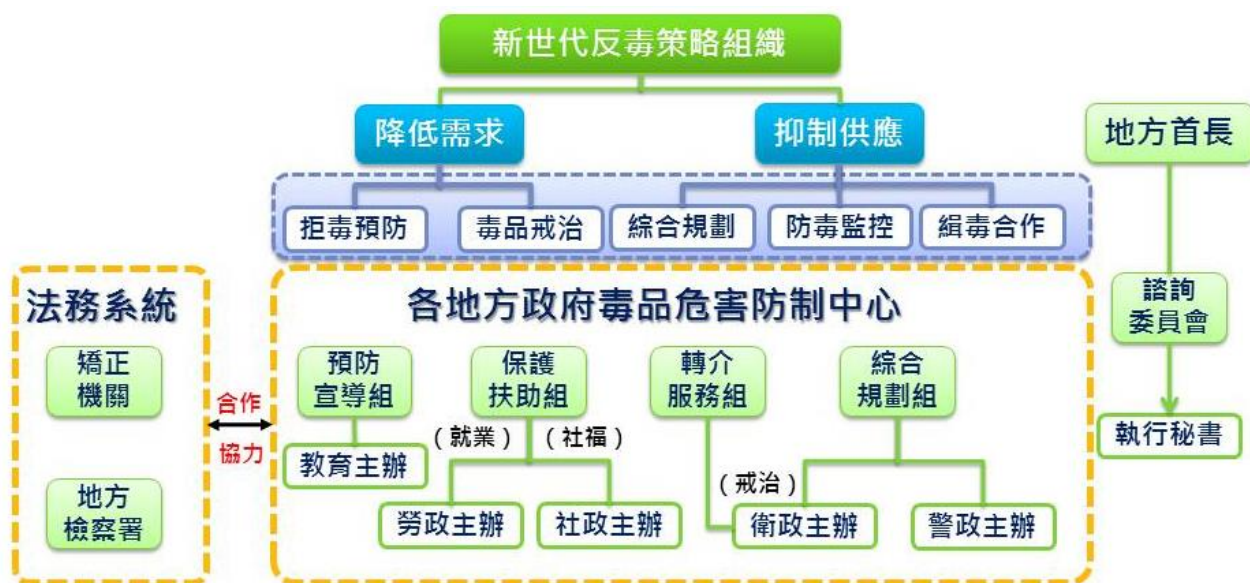 新世代反毒策略組織
降低需求
抑制供應
地方首長
拒毒預防
毒品戒治
綜合規劃
防毒監控
緝毒合作
法務系統
各地方政府毒品危害防制中心
諮詢
委員會
矯正
機關
預防
宣導組
保護
扶助組
轉介
服務組
綜合
規劃組
合作
協力
執行秘書
(就業)
(社福)
教育主辦
(戒治)
地方
檢察署
勞政主辦
社政主辦
衛政主辦
警政主辦